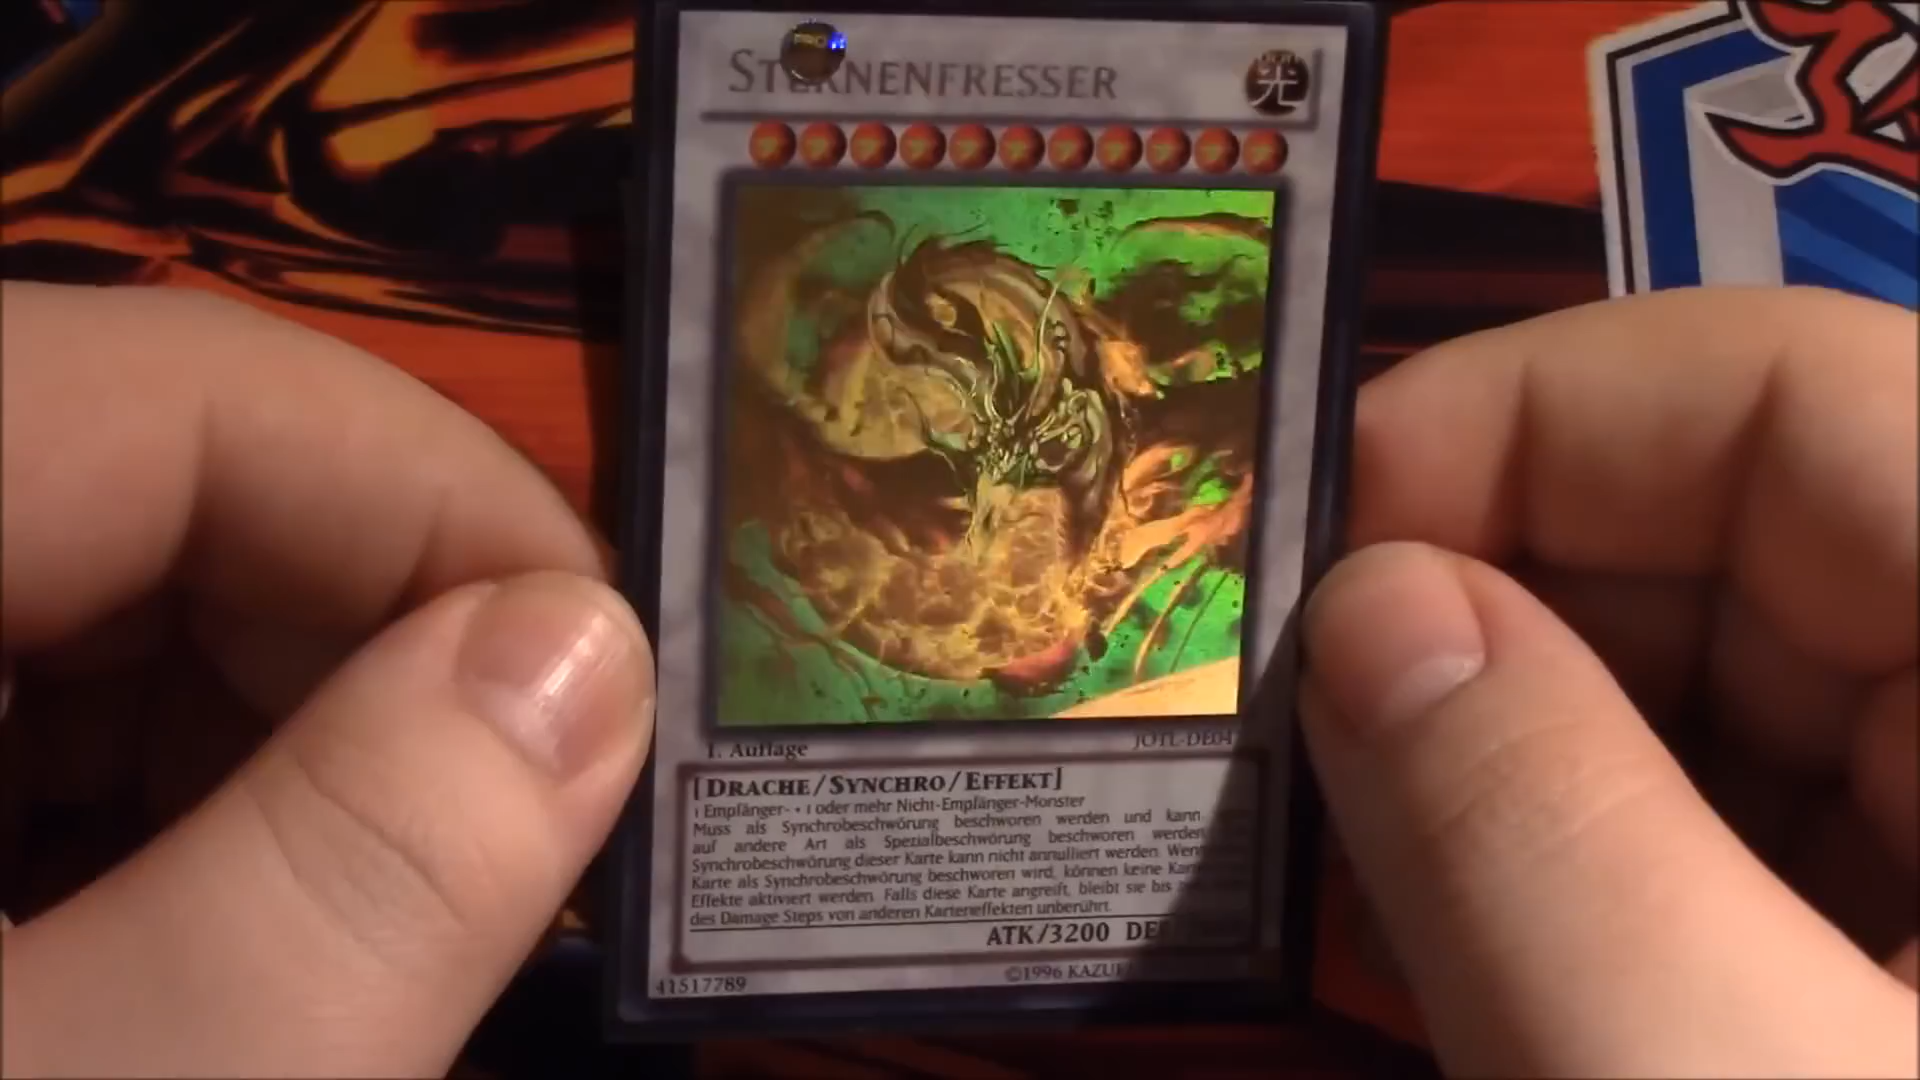 PRO
STERNENFRESSER
光
1. Auflage
JOTL-DE04
[DRACHE/SYNCHRO/EFFEKT]
1 Empfänger- + 1 oder mehr Nicht-Empfänger-Monster
Muss als Synchrobeschwörung beschworen werden und kann
auf andere Art als Spezialbeschwörung beschworen werden
Synchrobeschwörung dieser Karte kann nicht annulliert werden. Wenn
Karte als Synchrobeschwörung beschworen wird, können keine
Effekte aktiviert werden. Falls diese Karte angreift, bleibt sie bis
des Damage Steps von anderen Karteneffekten unberührt.
ATK/3200
41517789
©1996